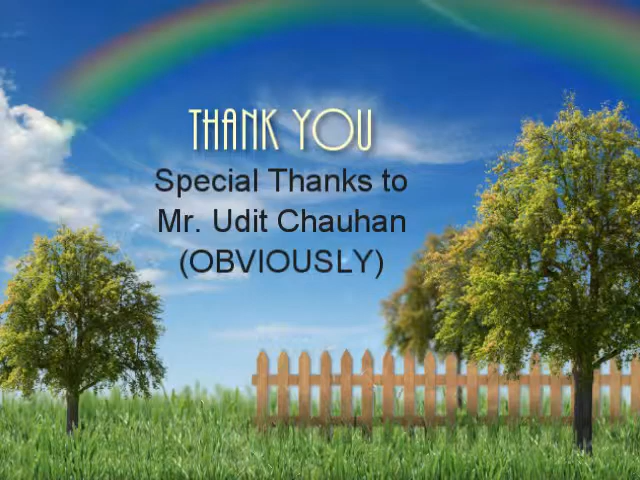 THANK YOU
Special Thanks to
Mr. Udit Chauhan
(OBVIOUSLY)